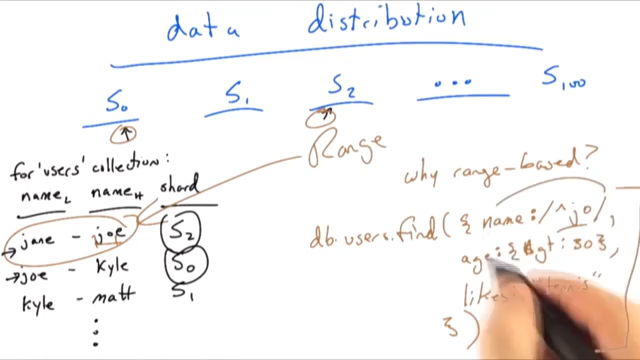 data distribution
S0 S1 S2 ... S100
Range
for 'users' collection:
nameL nameH shard
jane - joe S2
joe - kyle S0
kyle - matt S1
why range-based?
db.users.find( { name: /^jo/,
age: { $gt: 30 },
likes:
} )